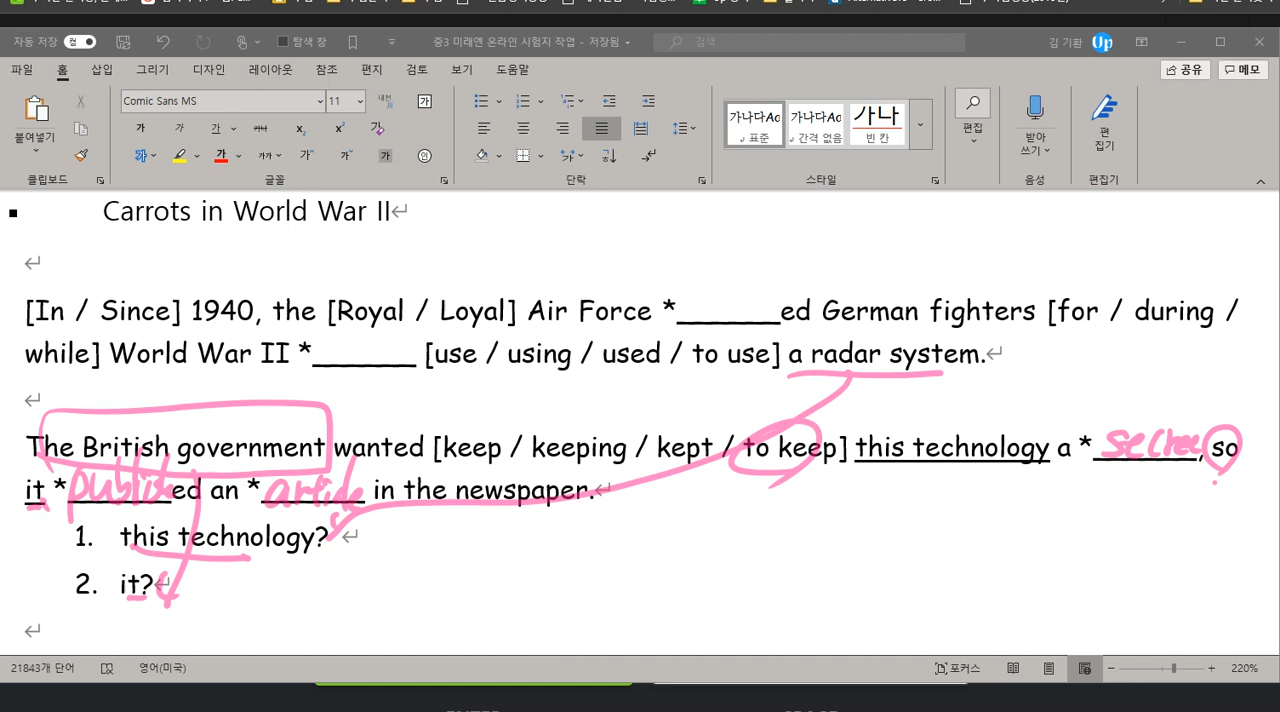 자동 저장 컴 탐색 창 중3 미래엔 온라인 시험지 작업 - 저장됨 검색 김 기환 Up
파일 홈 삽입 그리기 디자인 레이아웃 참조 편지 검토 보기 도움말 공유 메모
Comic Sans MS 11
붙여넣기
가나다Ac 가나다Ac 가나
표준 간격 없음 빈 칸
편집
받아쓰기
편집기
클립보드 글꼴 단락 스타일 음성 편집기
Carrots in World War II
[In / Since] 1940, the [Royal / Loyal] Air Force *______ed German fighters [for / during /
while] World War II *______ [use / using / used / to use] a radar system.
The British government wanted [keep / keeping / kept / to keep] this technology a *secret, so
it *published an *article in the newspaper.
1. this technology?
2. it?
21843개 단어 영어(미국) 포커스 220%